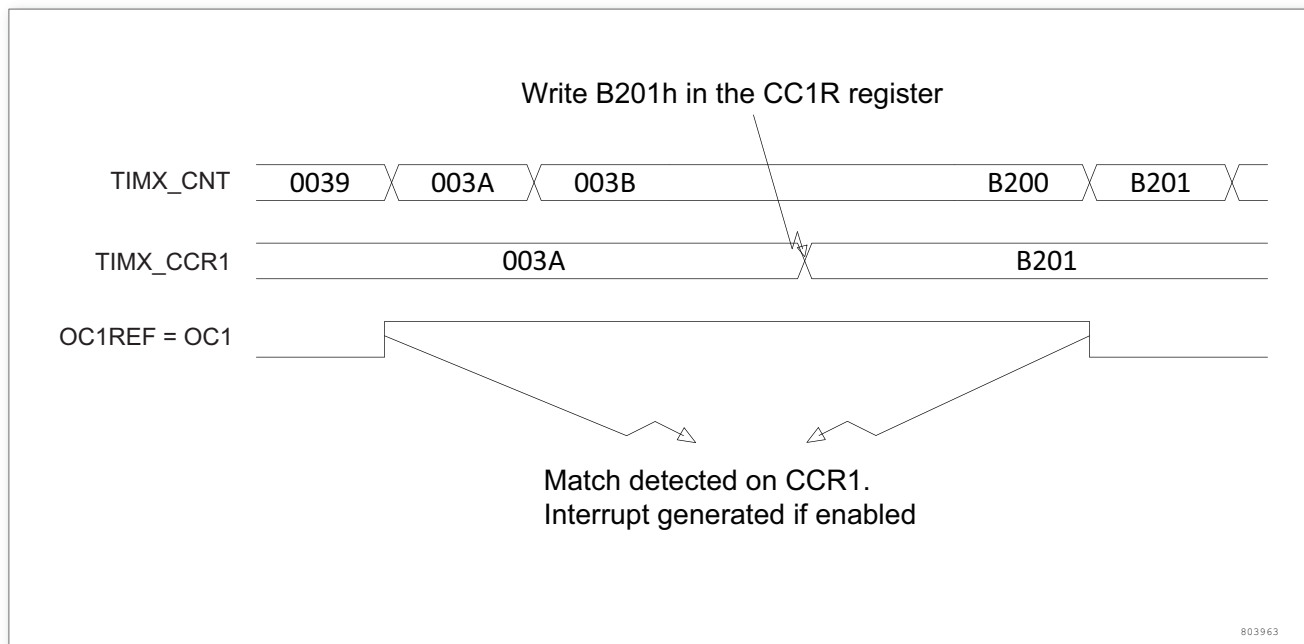 Write B201h in the CC1R register
TIMX_CNT 0039 003A 003B B200 B201
TIMX_CCR1 003A B201
OC1REF = OC1
Match detected on CCR1.
Interrupt generated if enabled
803963